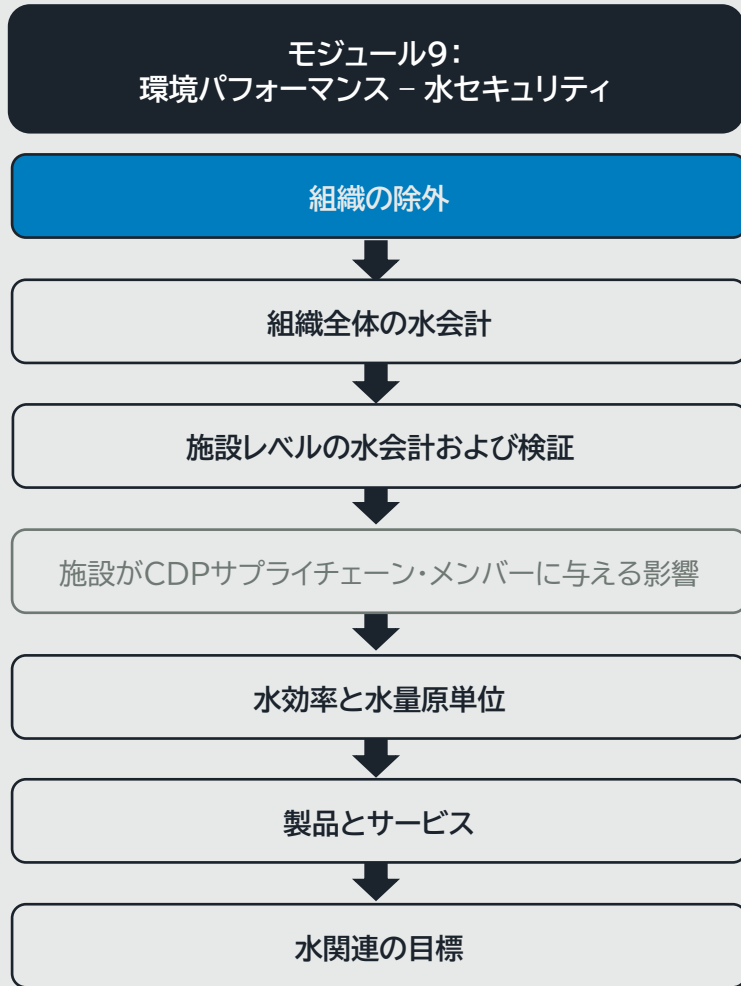 モジュール9：
環境パフォーマンス – 水セキュリティ
組織の除外
組織全体の水会計
施設レベルの水会計および検証
施設がCDPサプライチェーン・メンバーに与える影響
水効率と水量原単位
製品とサービス
水関連の目標